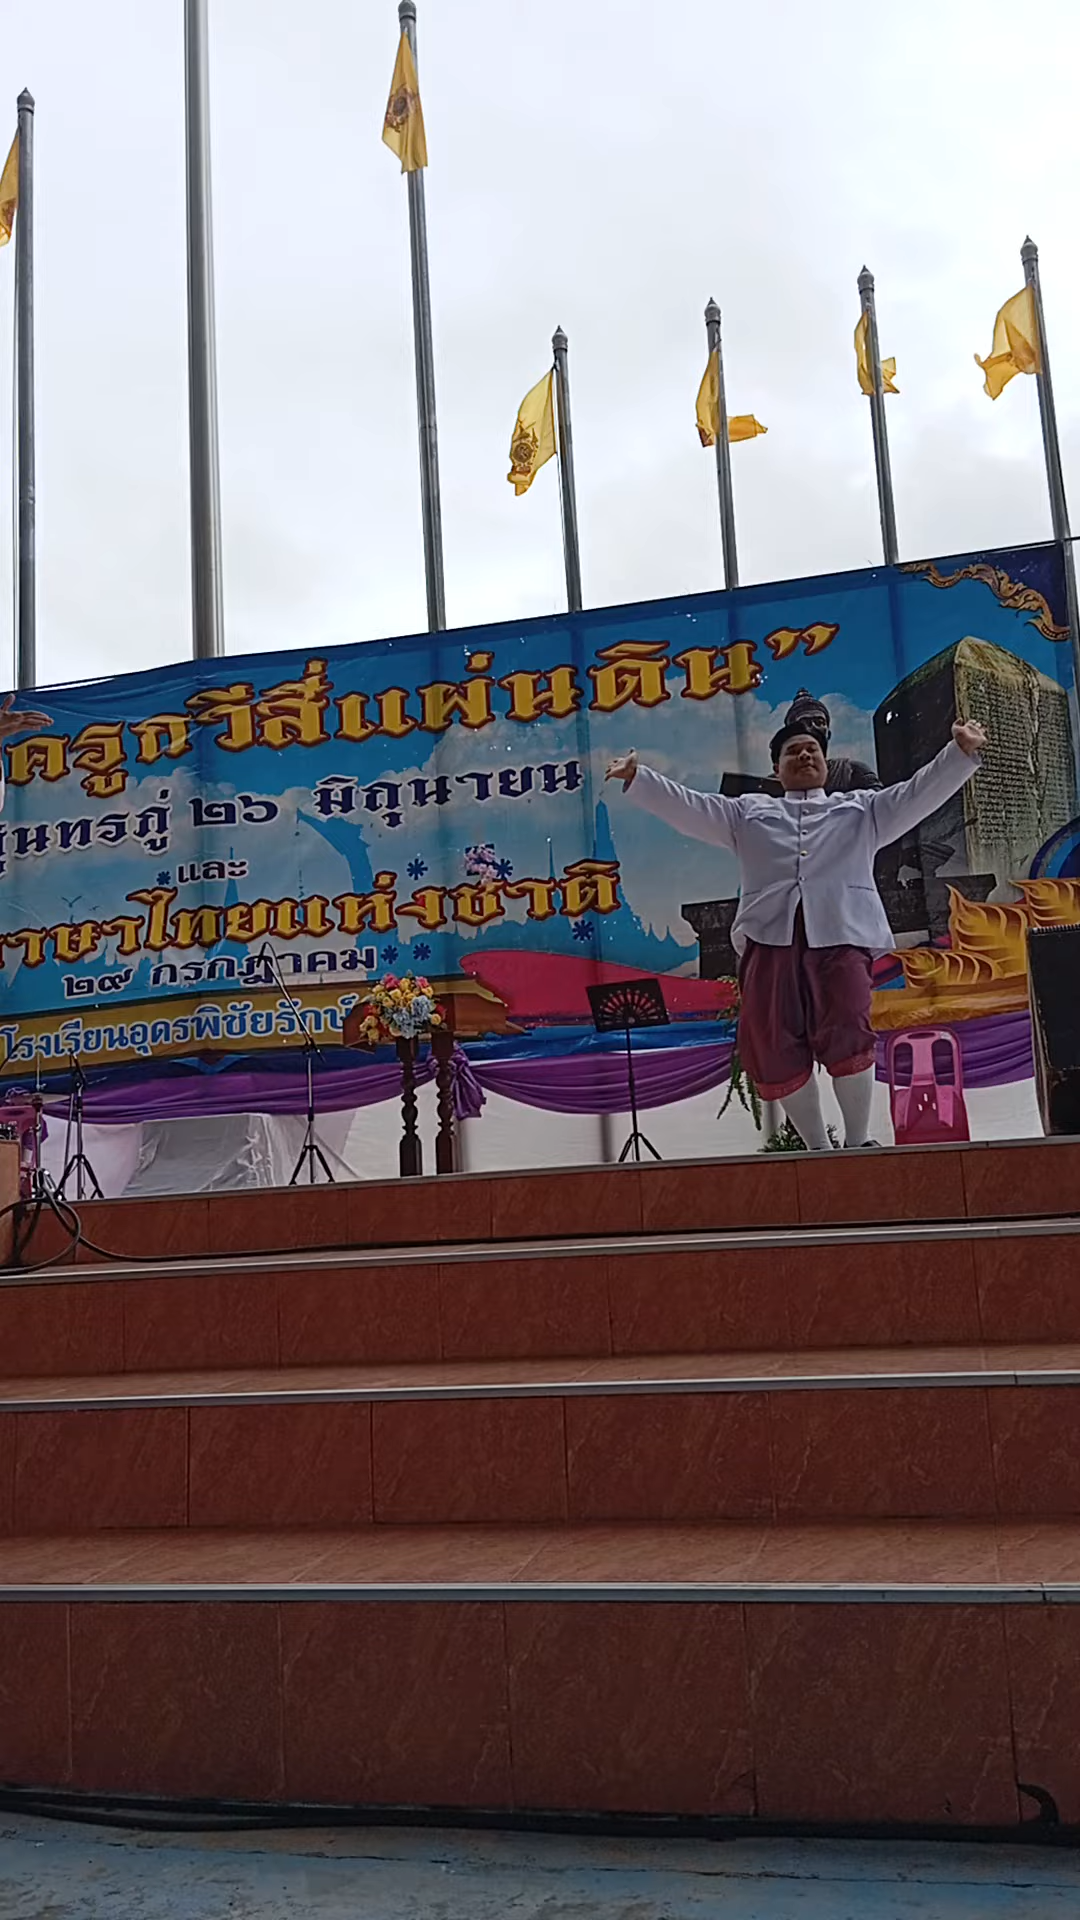 ครูกวีสี่แผ่นดิน”
สุนทรภู่ ๒๖ มิถุนายน
และ
ภาษาไทยแห่งชาติ
๒๙ กรกฎาคม
โรงเรียนอุดรพิชัยรักษ์